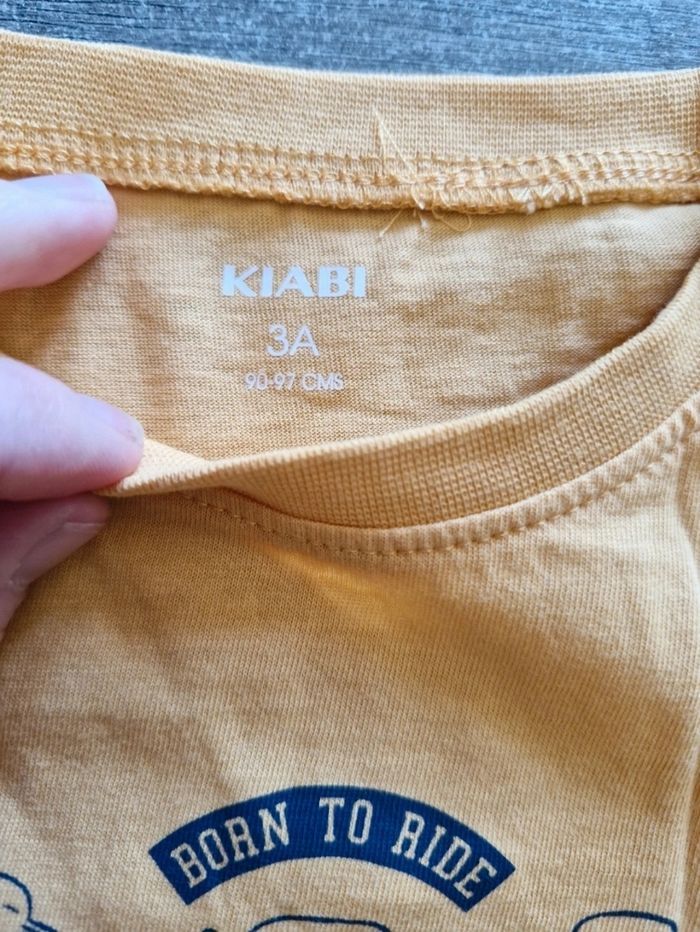 KIABI
3A
90-97 CMS
BORN TO RIDE